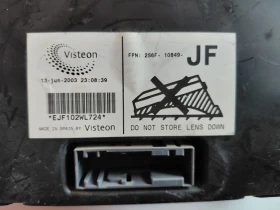 Visteon
FPN: 2S6F- 10849- JF
13-jun-2003 23:08:39
*EJF102WL724*
MADE IN SPAIN BY Visteon
DO NOT STORE LENS DOWN